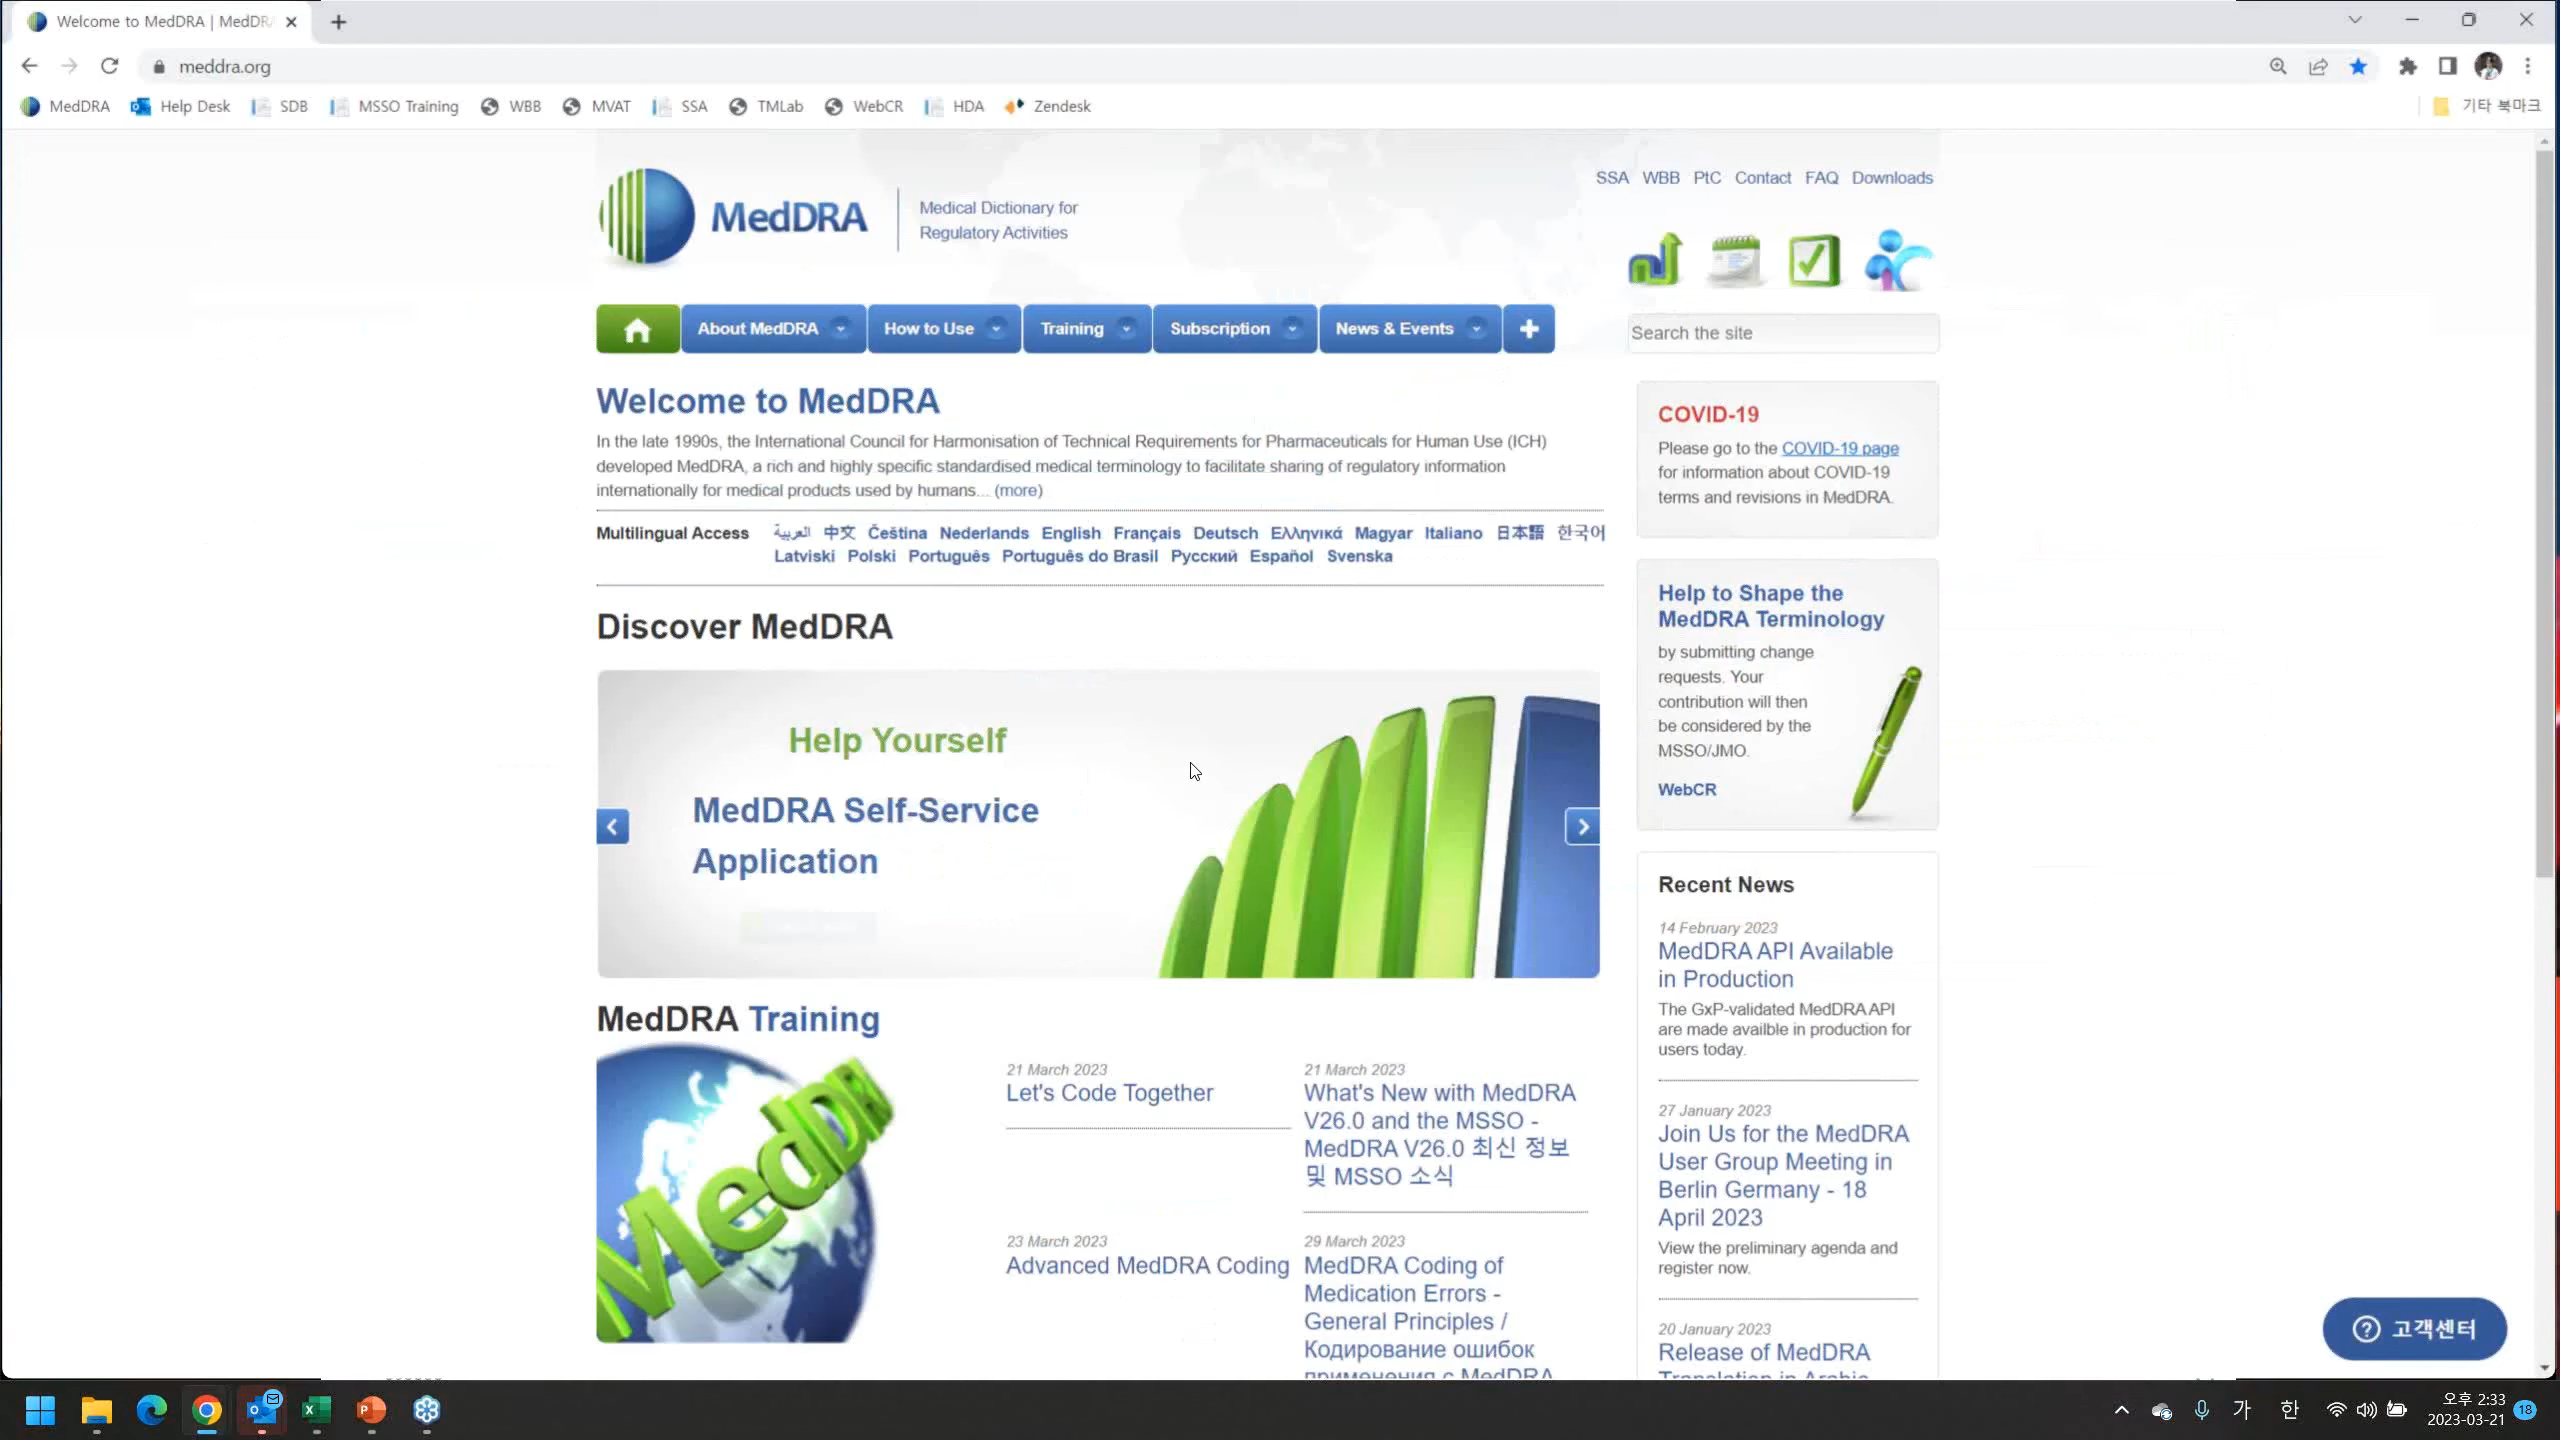 Welcome to MedDRA | MedDRA
meddra.org
MedDRA Help Desk SDB MSSO Training WBB MVAT SSA TMLab WebCR HDA Zendesk 기타 북마크
SSA WBB PtC Contact FAQ Downloads
MedDRA
Medical Dictionary for
Regulatory Activities
About MedDRA How to Use Training Subscription News & Events
Search the site
Welcome to MedDRA
In the late 1990s, the International Council for Harmonisation of Technical Requirements for Pharmaceuticals for Human Use (ICH)
developed MedDRA, a rich and highly specific standardised medical terminology to facilitate sharing of regulatory information
internationally for medical products used by humans... (more)
Multilingual Access العربية 中文 Čeština Nederlands English Français Deutsch Ελληνικά Magyar Italiano 日本語 한국어
Latviski Polski Português Português do Brasil Русский Español Svenska
Discover MedDRA
Help Yourself
MedDRA Self-Service
Application
MedDRA Training
MedDR
21 March 2023
Let's Code Together
21 March 2023
What's New with MedDRA
V26.0 and the MSSO -
MedDRA V26.0 최신 정보
및 MSSO 소식
23 March 2023
Advanced MedDRA Coding
29 March 2023
MedDRA Coding of
Medication Errors -
General Principles /
Кодирование ошибок
применения с MedDRA
COVID-19
Please go to the COVID-19 page
for information about COVID-19
terms and revisions in MedDRA.
Help to Shape the
MedDRA Terminology
by submitting change
requests. Your
contribution will then
be considered by the
MSSO/JMO.
WebCR
Recent News
14 February 2023
MedDRA API Available
in Production
The GxP-validated MedDRA API
are made availble in production for
users today.
27 January 2023
Join Us for the MedDRA
User Group Meeting in
Berlin Germany - 18
April 2023
View the preliminary agenda and
register now.
20 January 2023
Release of MedDRA
Translation in Arabic
고객센터
가 한 오후 2:33
2023-03-21 18